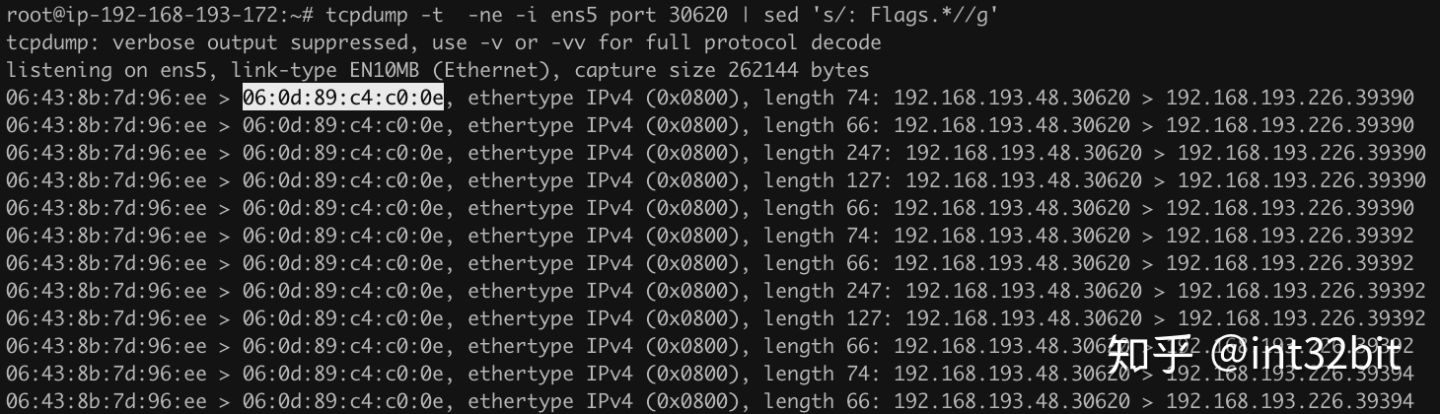 root@ip-192-168-193-172:~# tcpdump -t  -ne -i ens5 port 30620 | sed 's/: Flags.*//g'
tcpdump: verbose output suppressed, use -v or -vv for full protocol decode
listening on ens5, link-type EN10MB (Ethernet), capture size 262144 bytes
06:43:8b:7d:96:ee > 06:0d:89:c4:c0:0e, ethertype IPv4 (0x0800), length 74: 192.168.193.48.30620 > 192.168.193.226.39390
06:43:8b:7d:96:ee > 06:0d:89:c4:c0:0e, ethertype IPv4 (0x0800), length 66: 192.168.193.48.30620 > 192.168.193.226.39390
06:43:8b:7d:96:ee > 06:0d:89:c4:c0:0e, ethertype IPv4 (0x0800), length 247: 192.168.193.48.30620 > 192.168.193.226.39390
06:43:8b:7d:96:ee > 06:0d:89:c4:c0:0e, ethertype IPv4 (0x0800), length 127: 192.168.193.48.30620 > 192.168.193.226.39390
06:43:8b:7d:96:ee > 06:0d:89:c4:c0:0e, ethertype IPv4 (0x0800), length 66: 192.168.193.48.30620 > 192.168.193.226.39390
06:43:8b:7d:96:ee > 06:0d:89:c4:c0:0e, ethertype IPv4 (0x0800), length 74: 192.168.193.48.30620 > 192.168.193.226.39392
06:43:8b:7d:96:ee > 06:0d:89:c4:c0:0e, ethertype IPv4 (0x0800), length 66: 192.168.193.48.30620 > 192.168.193.226.39392
06:43:8b:7d:96:ee > 06:0d:89:c4:c0:0e, ethertype IPv4 (0x0800), length 247: 192.168.193.48.30620 > 192.168.193.226.39392
06:43:8b:7d:96:ee > 06:0d:89:c4:c0:0e, ethertype IPv4 (0x0800), length 127: 192.168.193.48.30620 > 192.168.193.226.39392
06:43:8b:7d:96:ee > 06:0d:89:c4:c0:0e, ethertype IPv4 (0x0800), length 66: 192.168.193.48.30620 > 192.168.193.226.39392
06:43:8b:7d:96:ee > 06:0d:89:c4:c0:0e, ethertype IPv4 (0x0800), length 74: 192.168.193.48.30620 > 192.168.193.226.39394
06:43:8b:7d:96:ee > 06:0d:89:c4:c0:0e, ethertype IPv4 (0x0800), length 66: 192.168.193.48.30620 > 192.168.193.226.39394
知乎 @int32bit